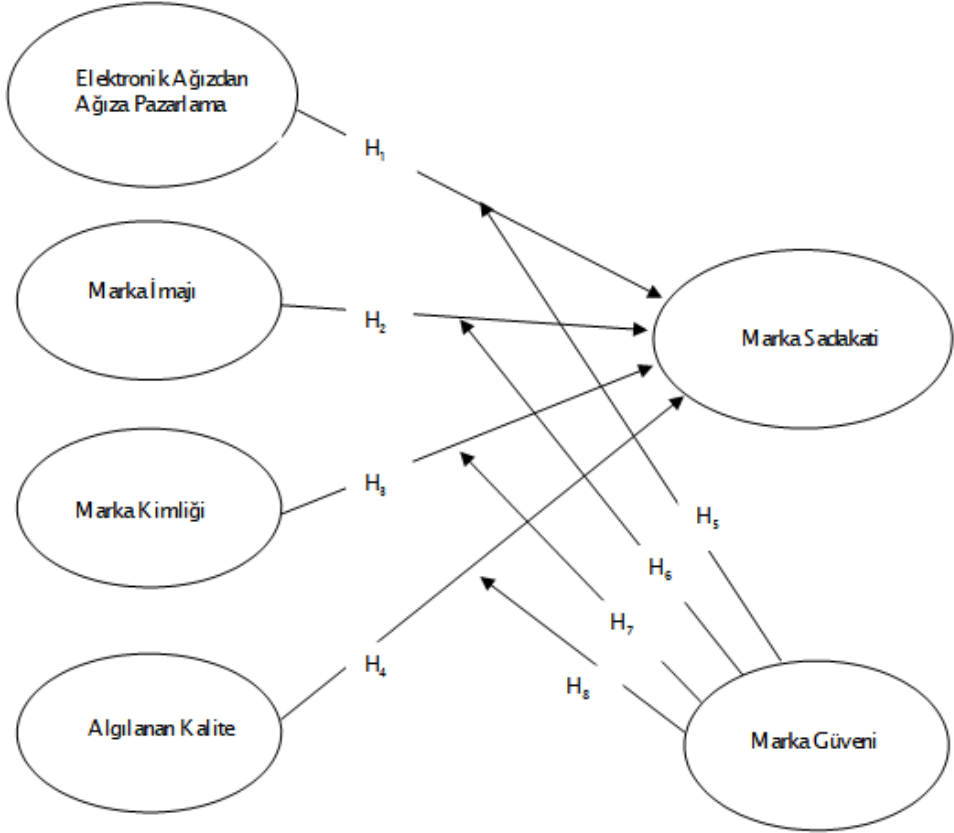 Elektronik Ağızdan
Ağıza Pazarlama
H₁
Marka İmajı
H₂
Marka Sadakati
Marka Kimliği
H₃
H₅
H₆
H₇
Algılanan Kalite
H₄
H₈
Marka Güveni